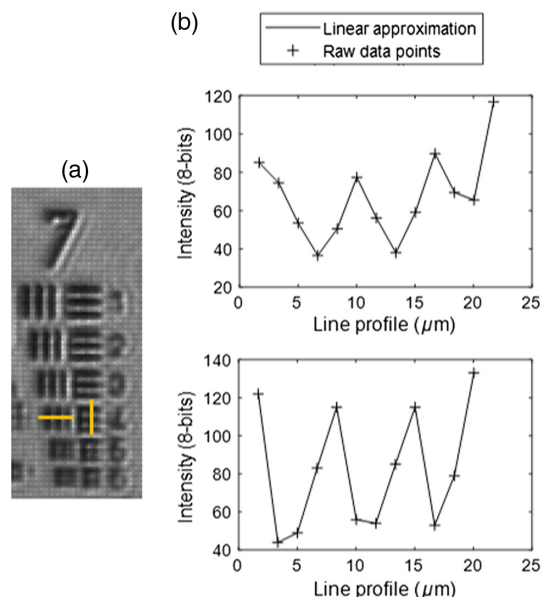 (b)
Linear approximation
Raw data points
(a)
7
1
2
3
4
5
6
120
100
80
60
40
20
Intensity (8-bits)
0 5 10 15 20 25
Line profile (μm)
140
120
100
80
60
40
Intensity (8-bits)
0 5 10 15 20 25
Line profile (μm)